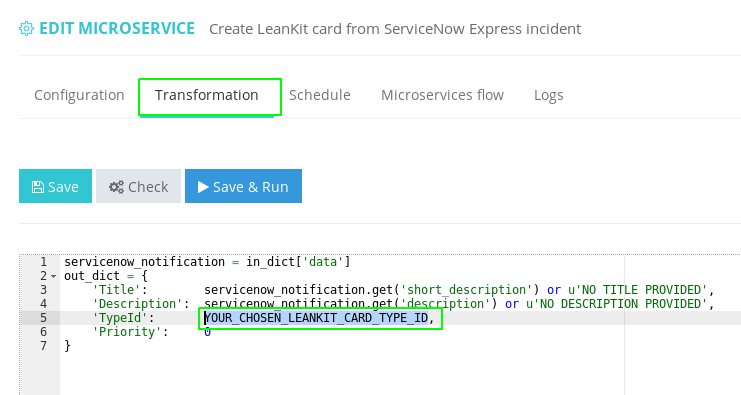 EDIT MICROSERVICE Create LeanKit card from ServiceNow Express incident
Configuration Transformation Schedule Microservices flow Logs
Save Check Save & Run
1 servicenow_notification = in_dict['data']
2 out_dict = {
3 'Title': servicenow_notification.get('short_description') or u'NO TITLE PROVIDED',
4 'Description': servicenow_notification.get('description') or u'NO DESCRIPTION PROVIDED',
5 'TypeId': YOUR_CHOSEN_LEANKIT_CARD_TYPE_ID,
6 'Priority': 0
7 }